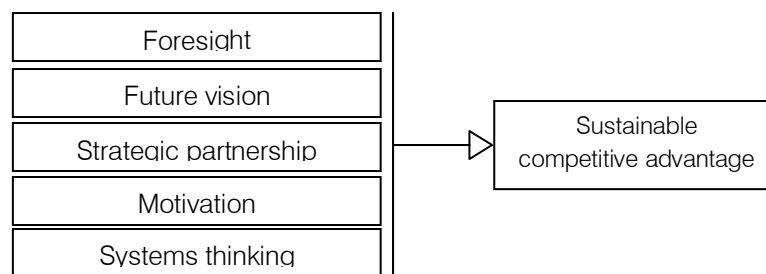 Foresight
Future vision
Strategic partnership
Motivation
Systems thinking
Sustainable
competitive advantage